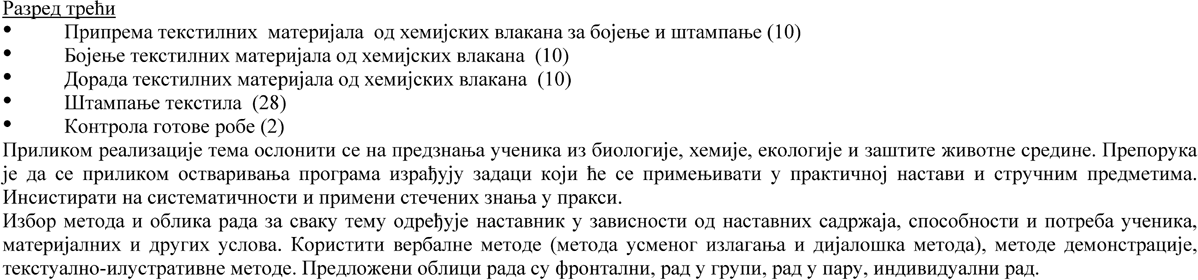 Разред трећи
• Припрема текстилних материјала од хемијских влакана за бојење и штампање (10)
• Бојење текстилних материјала од хемијских влакана (10)
• Дорада текстилних материјала од хемијских влакана (10)
• Штампање текстила (28)
• Контрола готове робе (2)
Приликом реализације тема ослонити се на предзнања ученика из биологије, хемије, екологије и заштите животне средине. Препорука
је да се приликом остваривања програма израђују задаци који ће се примењивати у практичној настави и стручним предметима.
Инсистирати на систематичности и примени стечених знања у пракси.
Избор метода и облика рада за сваку тему одређује наставник у зависности од наставних садржаја, способности и потреба ученика,
материјалних и других услова. Користити вербалне методе (метода усменог излагања и дијалошка метода), методе демонстрације,
текстуално-илустративне методе. Предложени облици рада су фронтални, рад у групи, рад у пару, индивидуални рад.